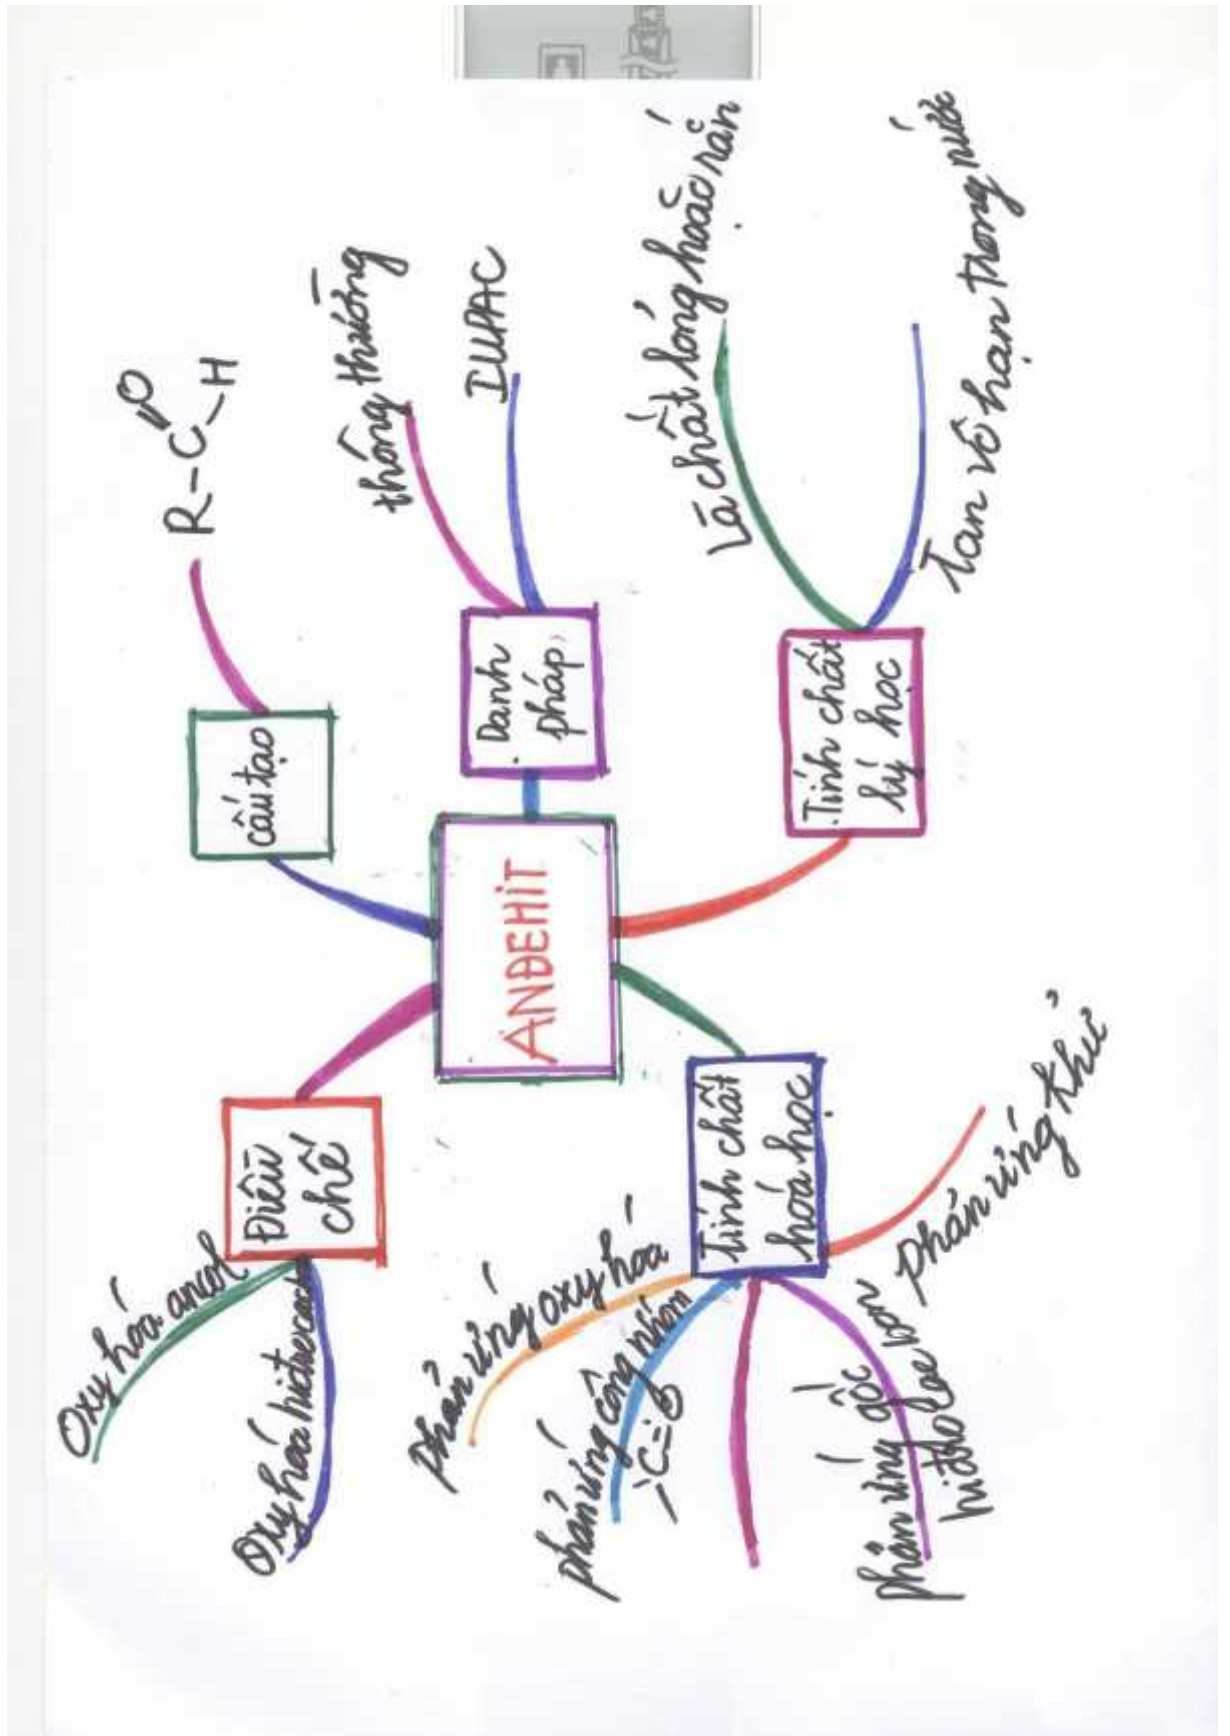 ANĐEHIT
cấu tạo
R-C
O
-H
Danh
pháp
thông thường
IUPAC
Tính chất
lý học
Là chất lỏng hoặc rắn
Tan vô hạn trong nước
Tính chất
hóa học
phản ứng oxy hóa
phản ứng cộng nhóm
-C=O
phản ứng gốc
hiđro
phản ứng khử
Điều
chế
Oxy hóa ancol
Oxy hóa